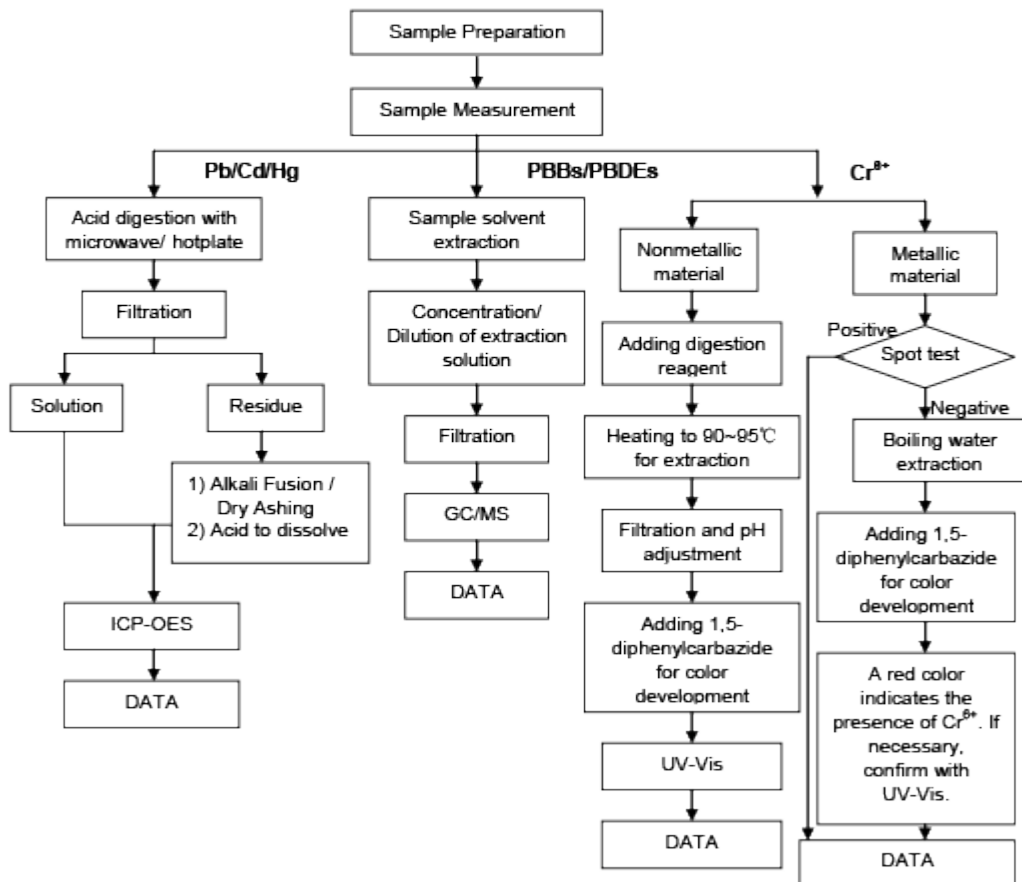 Sample Preparation
Sample Measurement
Pb/Cd/Hg
PBBs/PBDEs
Cr⁶⁺
Acid digestion with
microwave/ hotplate
Filtration
Solution
Residue
1) Alkali Fusion /
Dry Ashing
2) Acid to dissolve
ICP-OES
DATA
Sample solvent
extraction
Concentration/
Dilution of extraction
solution
Filtration
GC/MS
DATA
Nonmetallic
material
Adding digestion
reagent
Heating to 90~95℃
for extraction
Filtration and pH
adjustment
Adding 1,5-
diphenylcarbazide
for color
development
UV-Vis
DATA
Metallic
material
Positive
Spot test
Negative
Boiling water
extraction
Adding 1,5-
diphenylcarbazide
for color
development
A red color
indicates the
presence of Cr⁶⁺. If
necessary,
confirm with
UV-Vis.
DATA